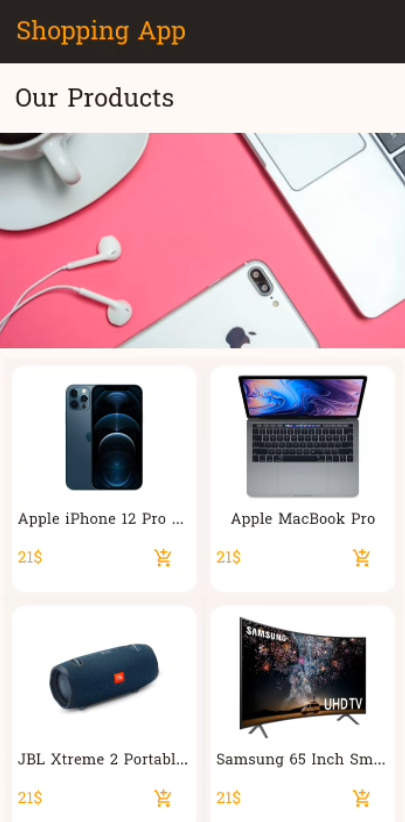 Shopping App
Our Products
Apple iPhone 12 Pro ...
Apple MacBook Pro
21$
21$
SAMSUNG
UHD TV
JBL Xtreme 2 Portabl...
Samsung 65 Inch Sm...
21$
21$